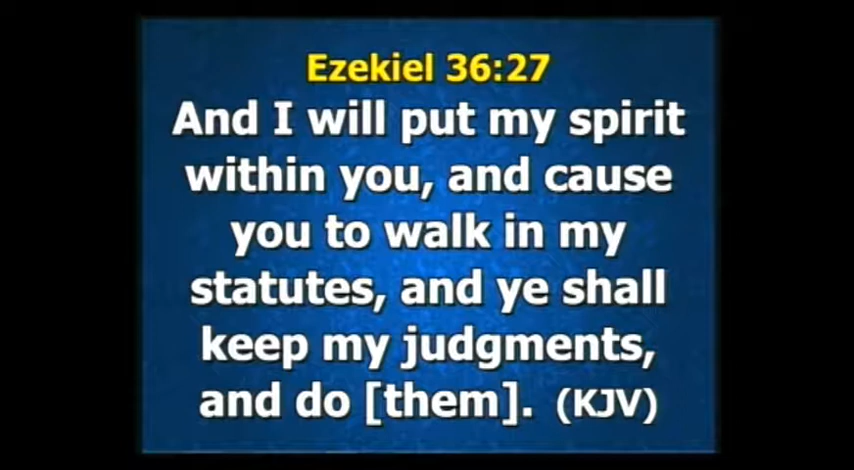 Ezekiel 36:27
And I will put my spirit
within you, and cause
you to walk in my
statutes, and ye shall
keep my judgments,
and do [them]. (KJV)